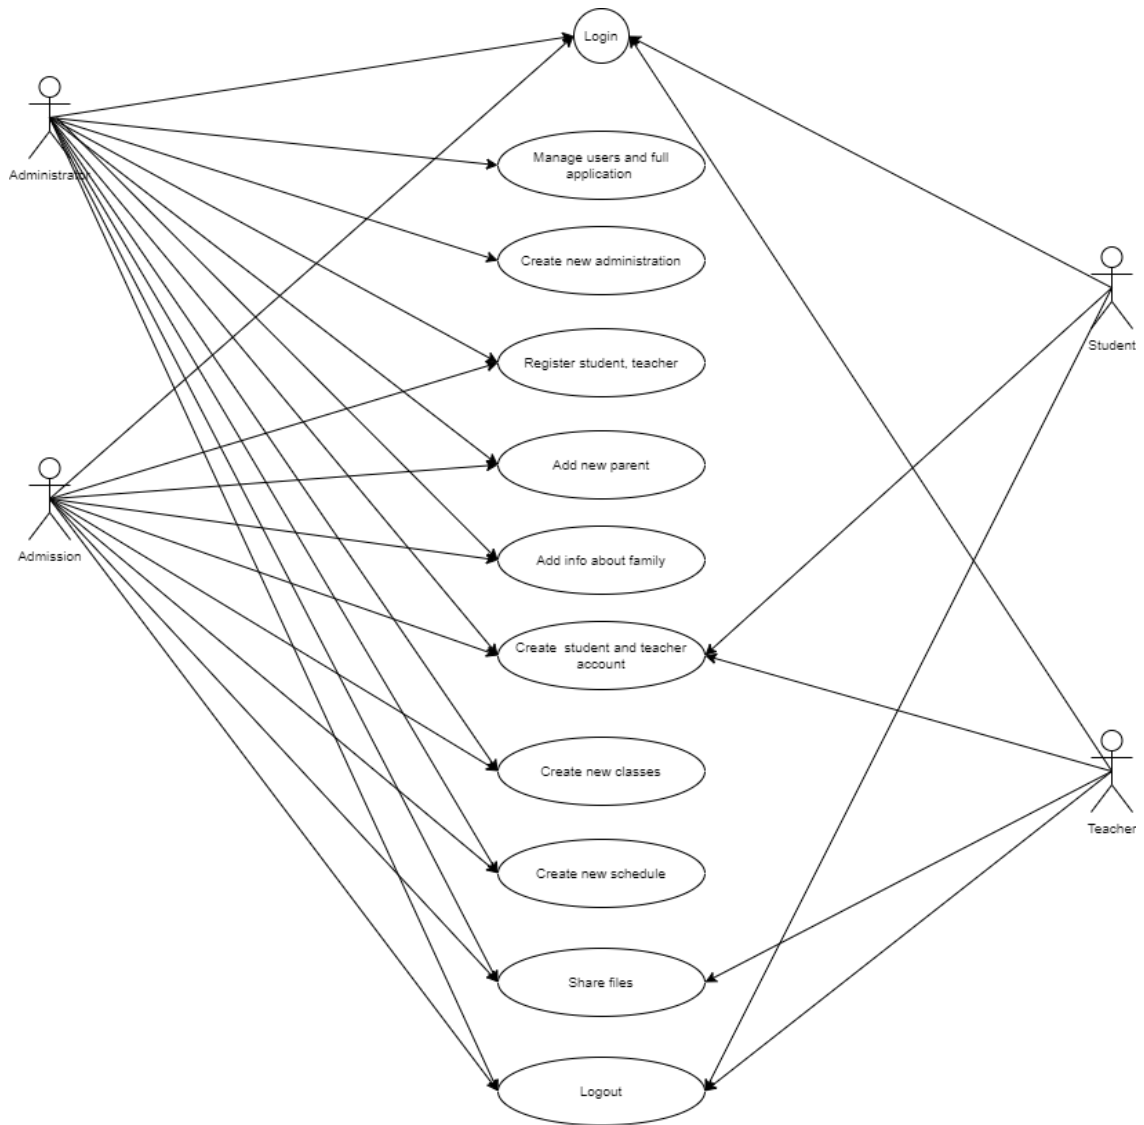 Login
Administrator
Manage users and full
application
Create new administration
Student
Register student, teacher
Add new parent
Admission
Add info about family
Create  student and teacher
account
Create new classes
Teacher
Create new schedule
Share files
Logout